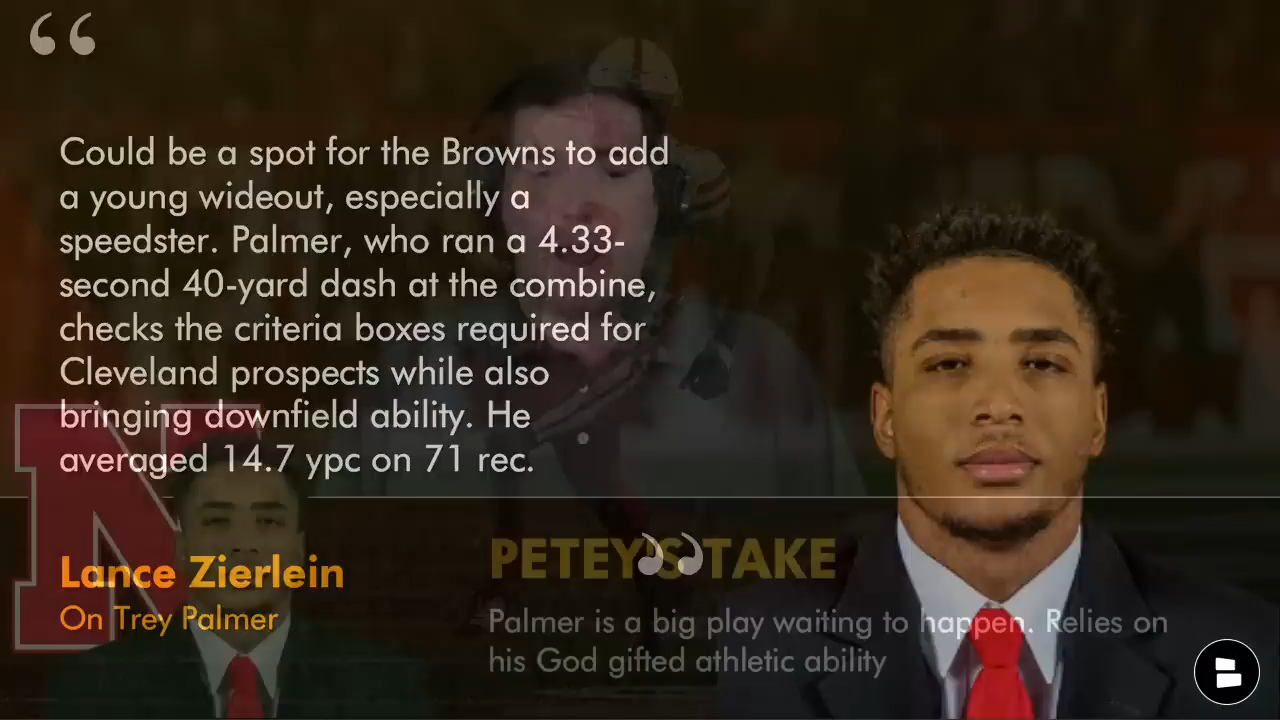 “
Could be a spot for the Browns to add
a young wideout, especially a
speedster. Palmer, who ran a 4.33-
second 40-yard dash at the combine,
checks the criteria boxes required for
Cleveland prospects while also
bringing downfield ability. He
averaged 14.7 ypc on 71 rec.
”
Lance Zierlein
On Trey Palmer
N
PETEY'S TAKE
Palmer is a big play waiting to happen. Relies on
his God gifted athletic ability